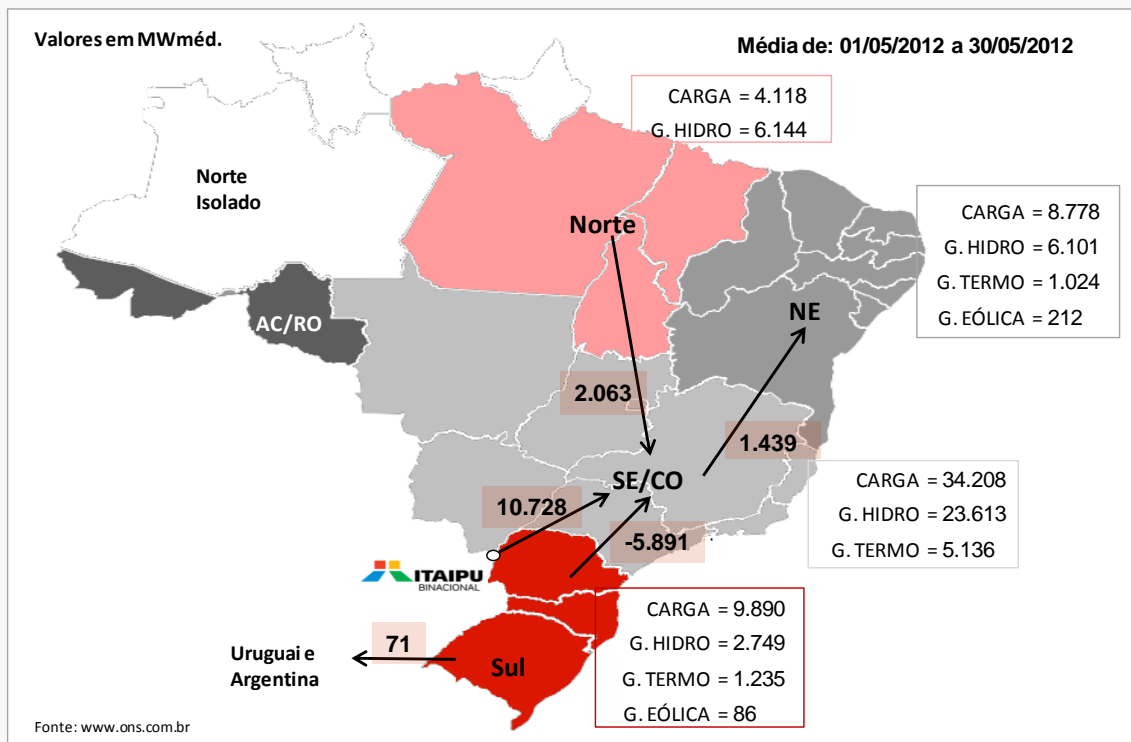 Valores em MWméd.
Média de: 01/05/2012 a 30/05/2012
CARGA = 4.118
G. HIDRO = 6.144
Norte
Isolado
Norte
CARGA = 8.778
G. HIDRO = 6.101
G. TERMO = 1.024
G. EÓLICA = 212
AC/RO
NE
2.063
1.439
SE/CO
CARGA = 34.208
G. HIDRO = 23.613
G. TERMO = 5.136
10.728
-5.891
ITAIPU
BINACIONAL
CARGA = 9.890
G. HIDRO = 2.749
G. TERMO = 1.235
G. EÓLICA = 86
71
Uruguai e
Argentina
Sul
Fonte: www.ons.com.br